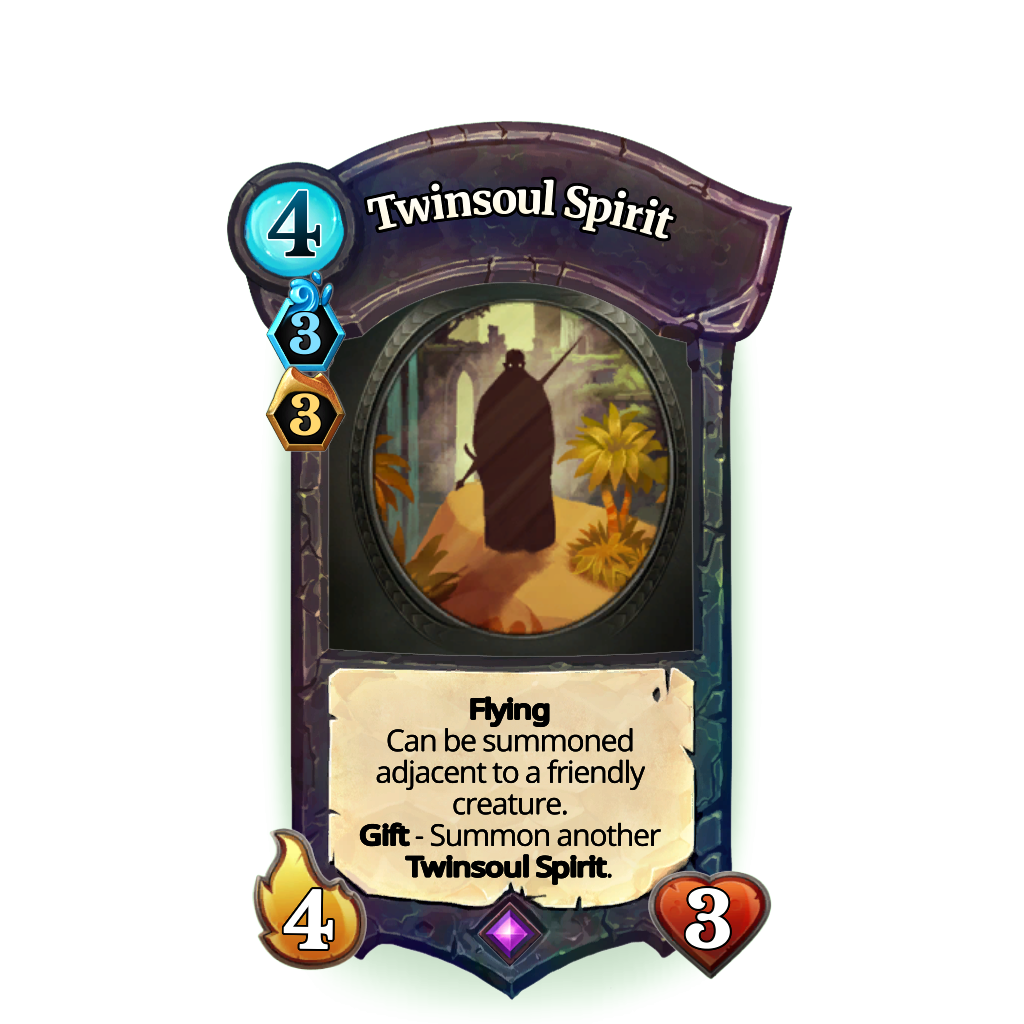 Twinsoul Spirit
4
3
3
Flying
Can be summoned
adjacent to a friendly
creature.
Gift - Summon another
Twinsoul Spirit.
4
3